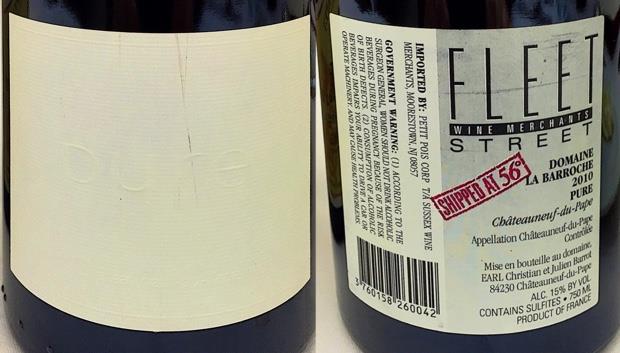 FLEET
WINE MERCHANTS
STREET
DOMAINE
LA BARROCHE
2010
PURE
Châteauneuf-du-Pape
Appellation Châteauneuf-du-Pape
Contrôlée
Mise en bouteille au domaine,
EARL Christian et Julien Barrot
84230 Châteauneuf-du-Pape
ALC. 15% BY VOL
CONTAINS SULFITES • 750 ML
PRODUCT OF FRANCE
SHIPPED AT 56°
IMPORTED BY: PETIT POIS CORP T/A SUSSEX WINE
MERCHANTS, MOORESTOWN, NJ 08057
GOVERNMENT WARNING: (1) ACCORDING TO THE
SURGEON GENERAL, WOMEN SHOULD NOT DRINK ALCOHOLIC
BEVERAGES DURING PREGNANCY BECAUSE OF THE RISK
OF BIRTH DEFECTS. (2) CONSUMPTION OF ALCOHOLIC
BEVERAGES IMPAIRS YOUR ABILITY TO DRIVE A CAR OR
OPERATE MACHINERY, AND MAY CAUSE HEALTH PROBLEMS.
3 760158 260042